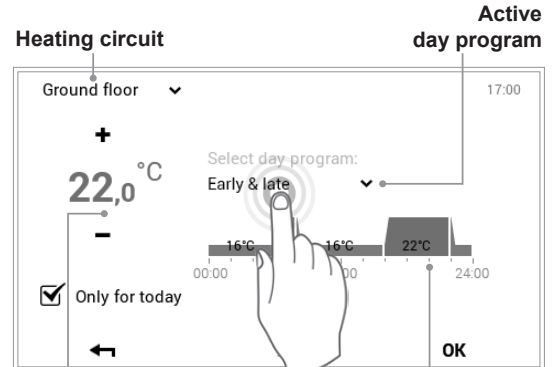 Active
Heating circuit day program
Ground floor
17:00
+
Select day program:
22,0 °C
Early & late
−
16°C 16°C 22°C
00:00 00 24:00
Only for today
OK